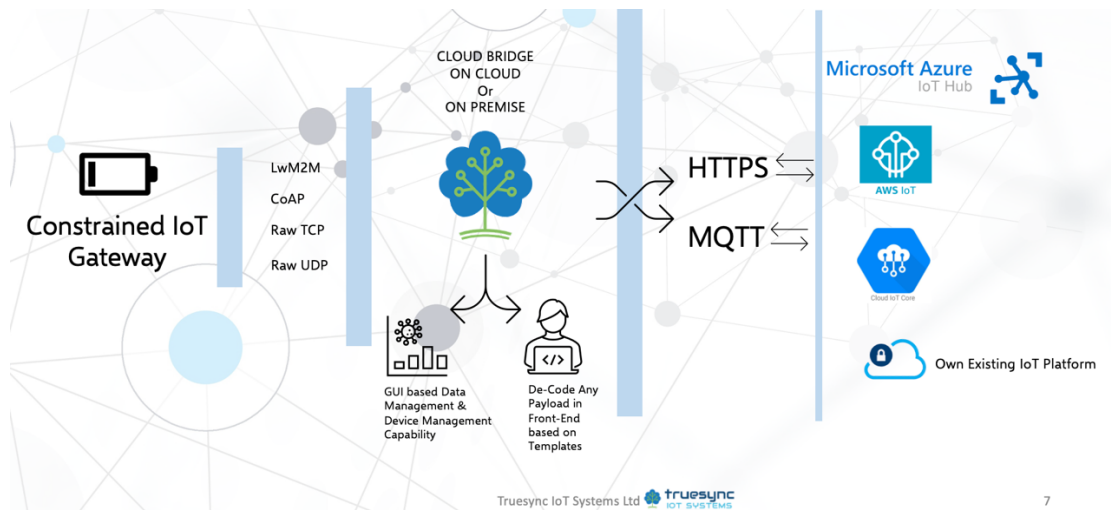 CLOUD BRIDGE
ON CLOUD
Or
ON PREMISE
Constrained IoT
Gateway
LwM2M
CoAP
Raw TCP
Raw UDP
GUI based Data
Management &
Device Management
Capability
</>
De-Code Any
Payload in
Front-End
based on
Templates
HTTPS
MQTT
Microsoft Azure
IoT Hub
AWS IoT
Cloud IoT Core
Own Existing IoT Platform
Truesync IoT Systems Ltd
truesync
IOT SYSTEMS
7